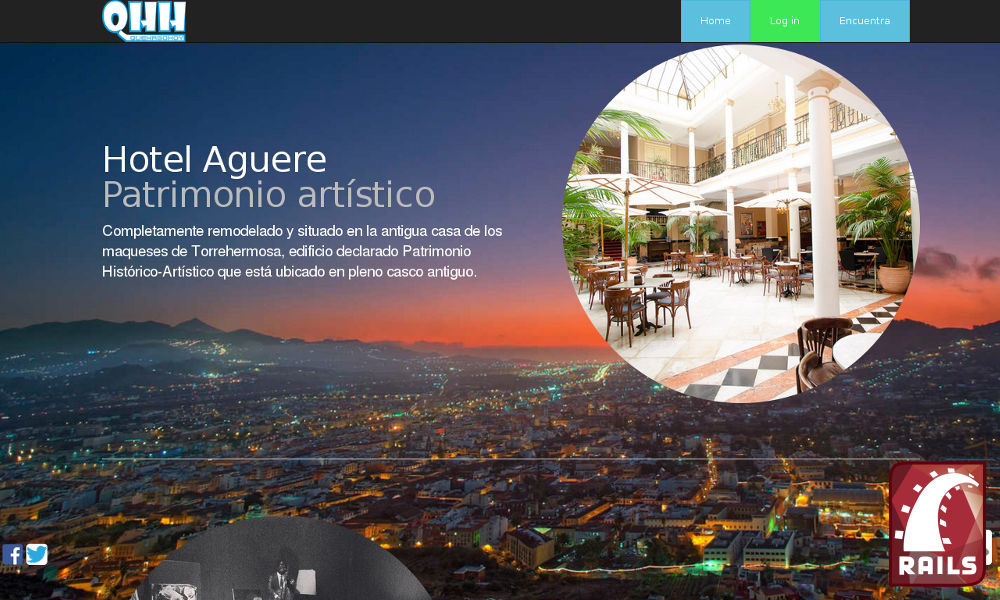 QHH
QUEHAGOHOY
Home
Log in
Encuentra
Hotel Aguere
Patrimonio artístico
Completamente remodelado y situado en la antigua casa de los
maqueses de Torrehermosa, edificio declarado Patrimonio
Histórico-Artístico que está ubicado en pleno casco antiguo.
RAILS